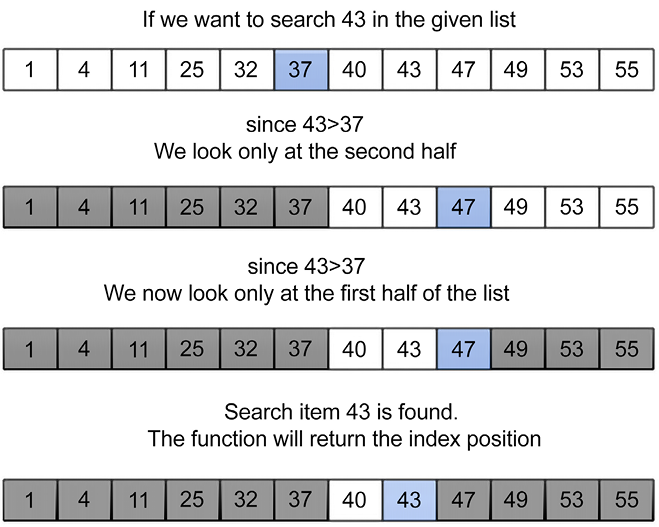 If we want to search 43 in the given list
1 4 11 25 32 37 40 43 47 49 53 55
since 43>37
We look only at the second half
1 4 11 25 32 37 40 43 47 49 53 55
since 43>37
We now look only at the first half of the list
1 4 11 25 32 37 40 43 47 49 53 55
Search item 43 is found.
The function will return the index position
1 4 11 25 32 37 40 43 47 49 53 55